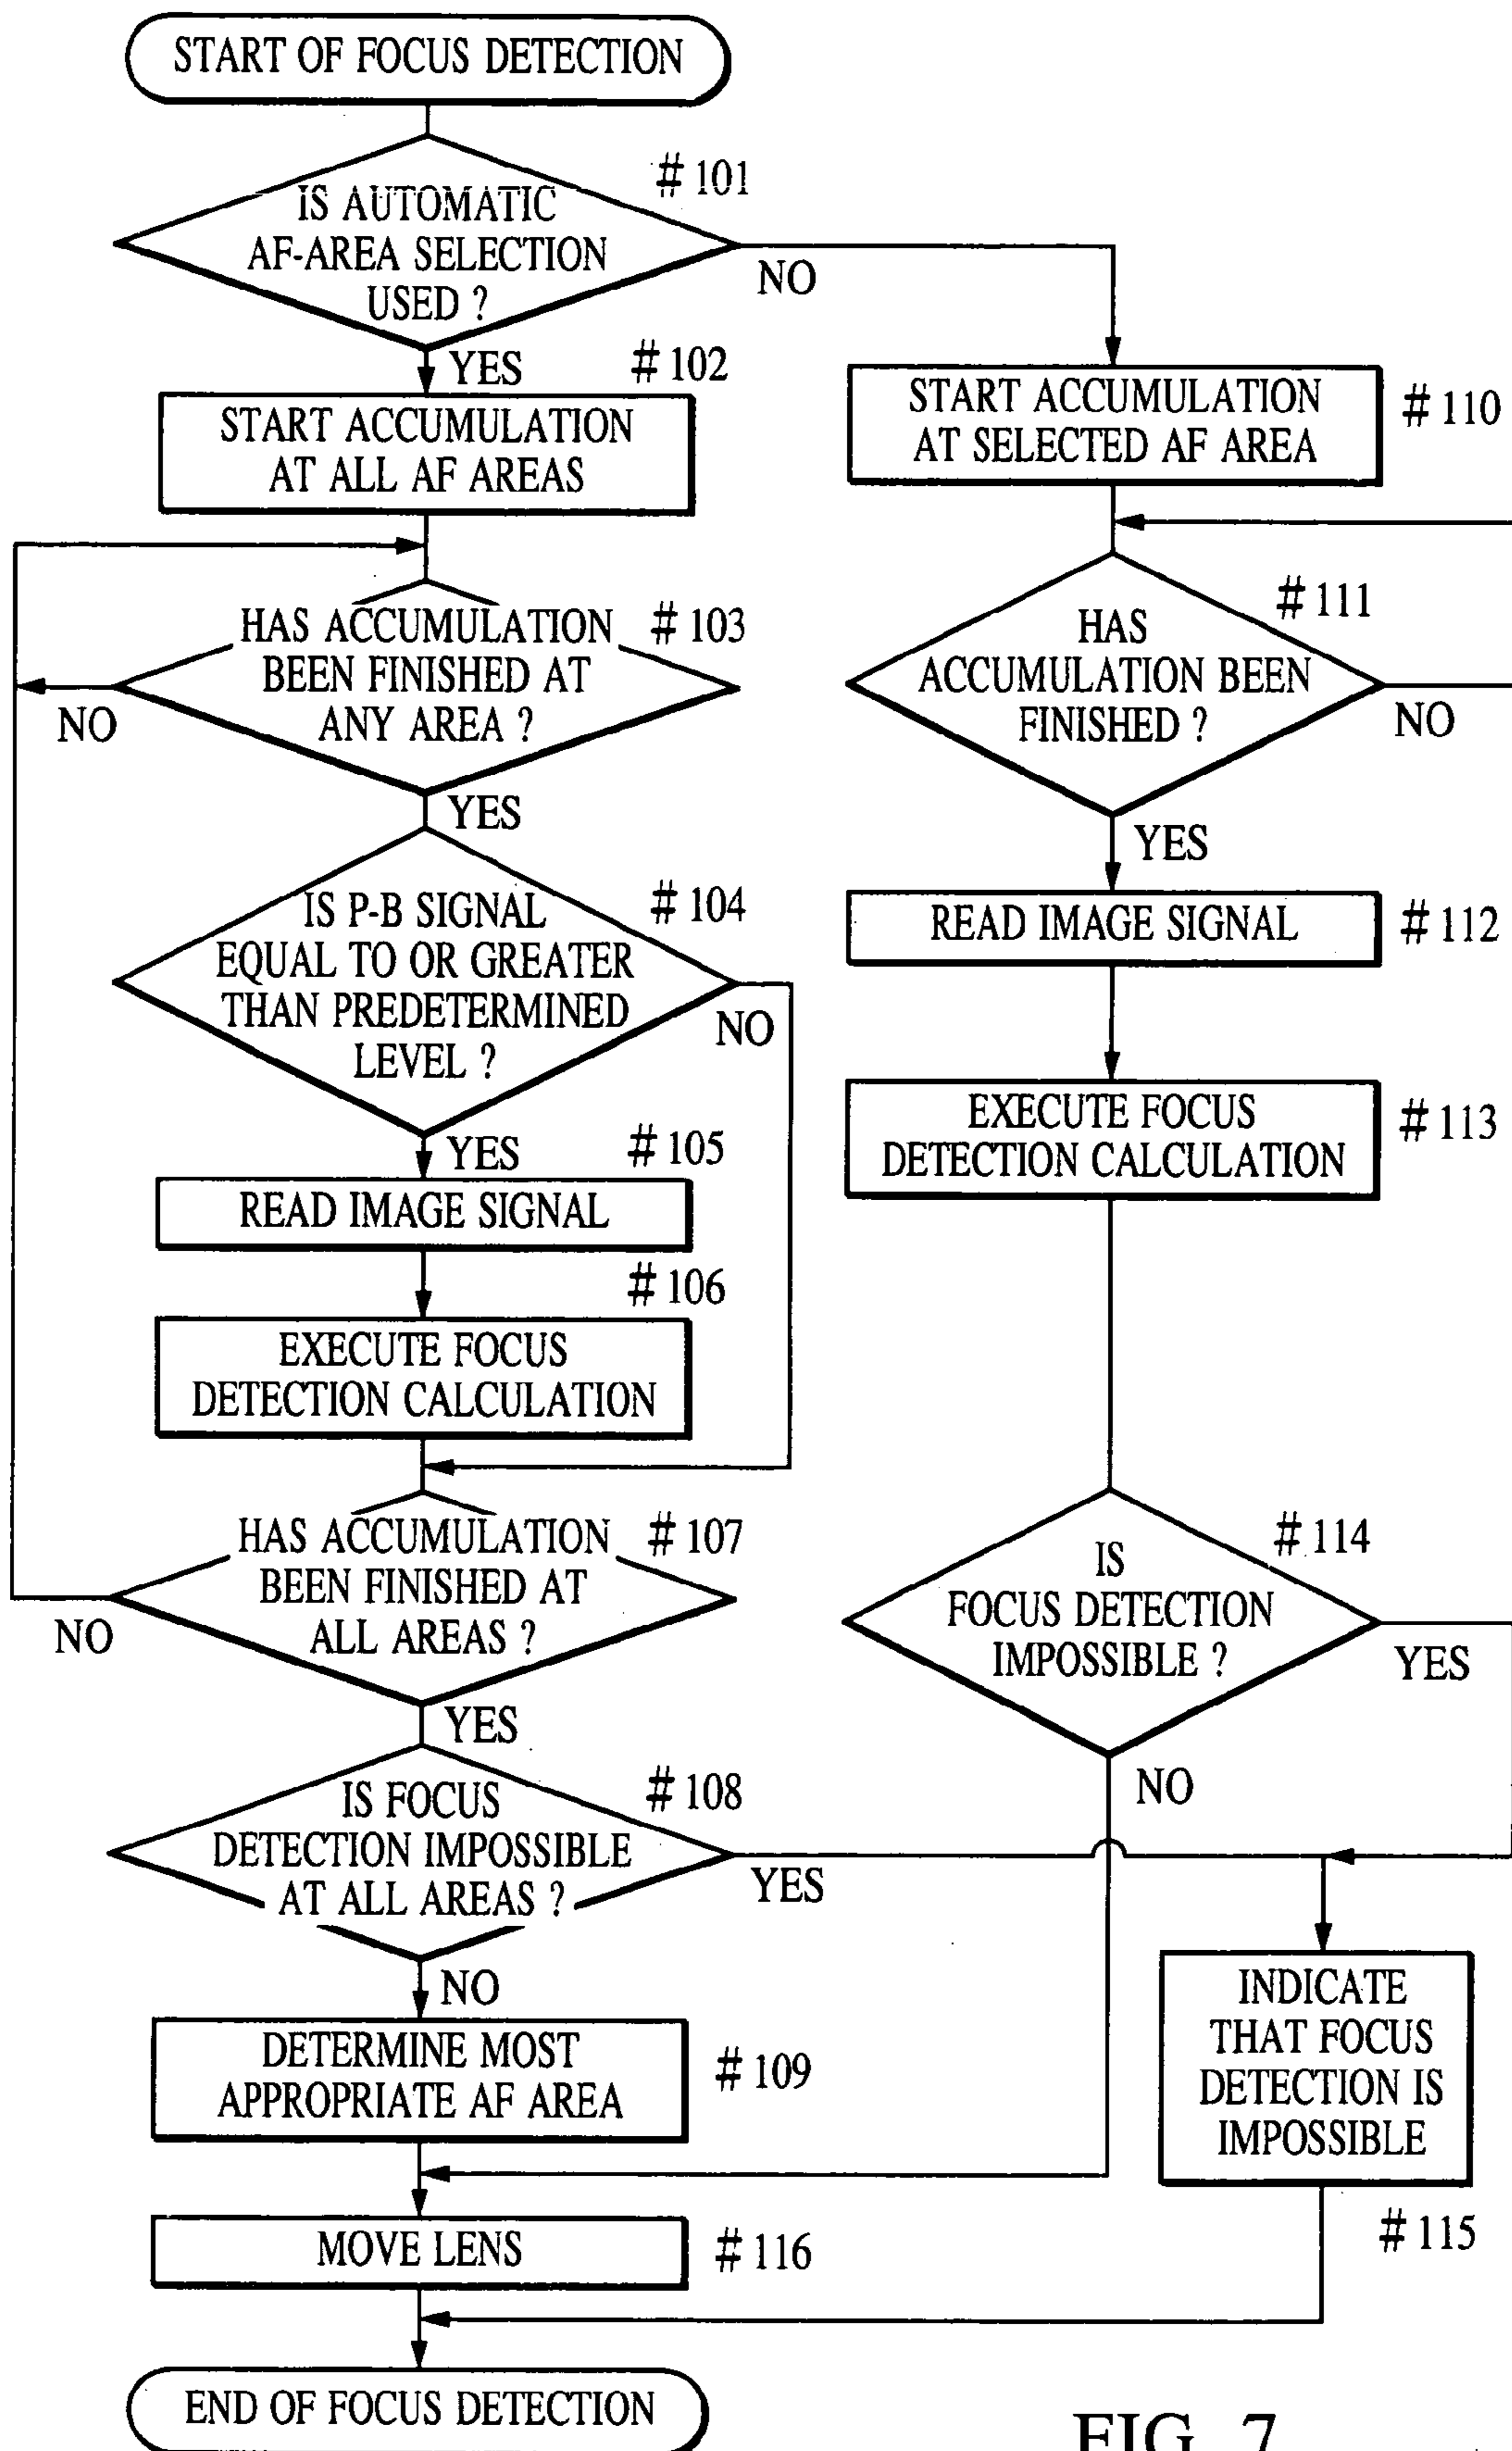 START OF FOCUS DETECTION
# 101
IS AUTOMATIC
AF-AREA SELECTION
USED ?
NO
YES
# 102
START ACCUMULATION
AT ALL AF AREAS
START ACCUMULATION
AT SELECTED AF AREA
# 110
HAS ACCUMULATION
BEEN FINISHED AT
ANY AREA ?
# 103
NO
YES
# 111
HAS
ACCUMULATION BEEN
FINISHED ?
NO
YES
IS P-B SIGNAL
EQUAL TO OR GREATER
THAN PREDETERMINED
LEVEL ?
# 104
NO
YES
READ IMAGE SIGNAL
# 112
# 105
READ IMAGE SIGNAL
EXECUTE FOCUS
DETECTION CALCULATION
# 113
# 106
EXECUTE FOCUS
DETECTION CALCULATION
HAS ACCUMULATION
BEEN FINISHED AT
ALL AREAS ?
# 107
NO
YES
# 114
IS
FOCUS DETECTION
IMPOSSIBLE ?
YES
NO
IS FOCUS
DETECTION IMPOSSIBLE
AT ALL AREAS ?
# 108
YES
NO
DETERMINE MOST
APPROPRIATE AF AREA
# 109
INDICATE
THAT FOCUS
DETECTION IS
IMPOSSIBLE
# 115
MOVE LENS
# 116
END OF FOCUS DETECTION
FIG. 7